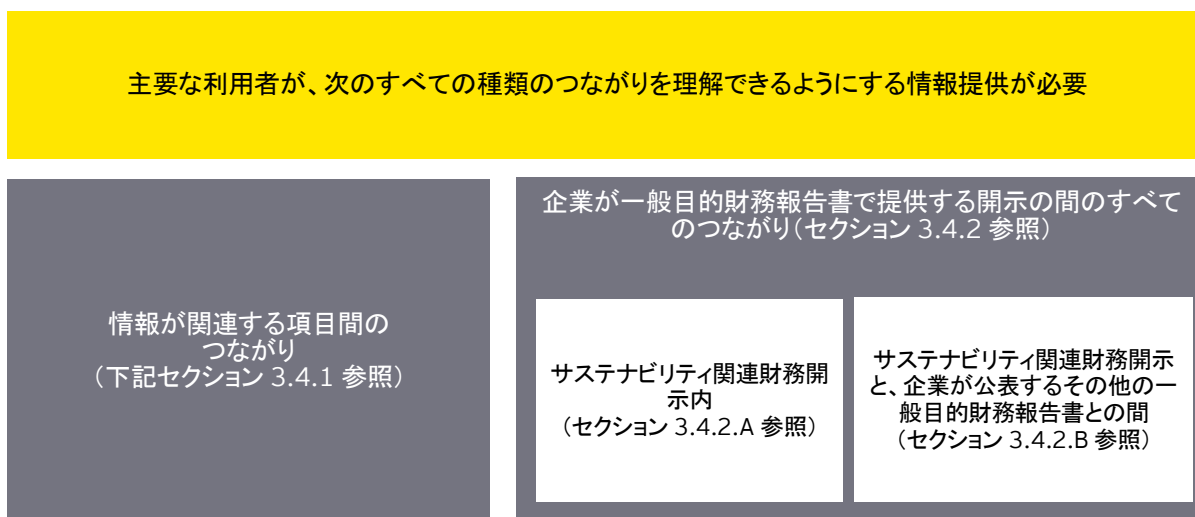 主要な利用者が、次のすべての種類のつながりを理解できるようにする情報提供が必要
情報が関連する項目間の
つながり
(下記セクション 3.4.1 参照)
企業が一般目的財務報告書で提供する開示の間のすべて
のつながり(セクション 3.4.2 参照)
サステナビリティ関連財務開
示内
(セクション 3.4.2.A 参照)
サステナビリティ関連財務開示
と、企業が公表するその他の一
般目的財務報告書との間
(セクション 3.4.2.B 参照)